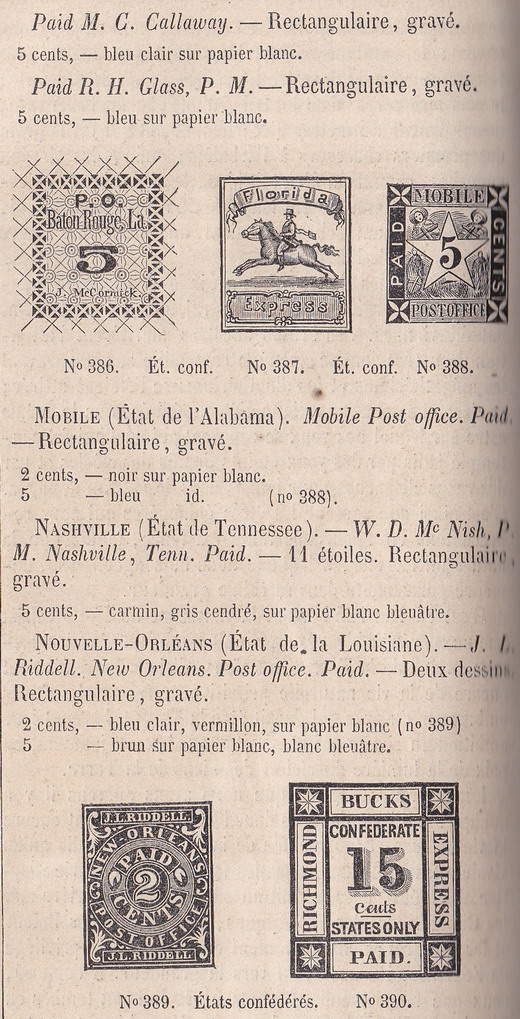 Paid M. C. Callaway. — Rectangulaire, gravé.
5 cents, — bleu clair sur papier blanc.
Paid R. H. Glass, P. M. — Rectangulaire, gravé.
5 cents, — bleu sur papier blanc.
P.O.
Baton Rouge, La.
5
J. McCormick.
Florida
Express
MOBILE
PAID
5
CENTS
POST OFFICE
No 386. Ét. conf. No 387. Ét. conf. No 388.
MOBILE (État de l'Alabama). Mobile Post office. Paid.
— Rectangulaire, gravé.
2 cents, — noir sur papier blanc.
5 — bleu id. (no 388).
NASHVILLE (État de Tennessee). — W. D. Mc Nish, P.
M. Nashville, Tenn. Paid. — 11 étoiles. Rectangulaire,
gravé.
5 cents, — carmin, gris cendré, sur papier blanc bleuâtre.
NOUVELLE-ORLÉANS (État de la Louisiane). — J. L.
Riddell. New Orleans. Post office. Paid. — Deux dessins
Rectangulaire, gravé.
2 cents, — bleu clair, vermillon, sur papier blanc (no 389)
5 — brun sur papier blanc, blanc bleuâtre.
J.L.RIDDELL.
NEW-ORLEANS
PAID
2
CENTS
POST OFFICE
J.L.RIDDELL.
BUCKS
RICHMOND
CONFEDERATE
15
Cents
STATES ONLY
EXPRESS
PAID.
No 389. États confédérés. No 390.